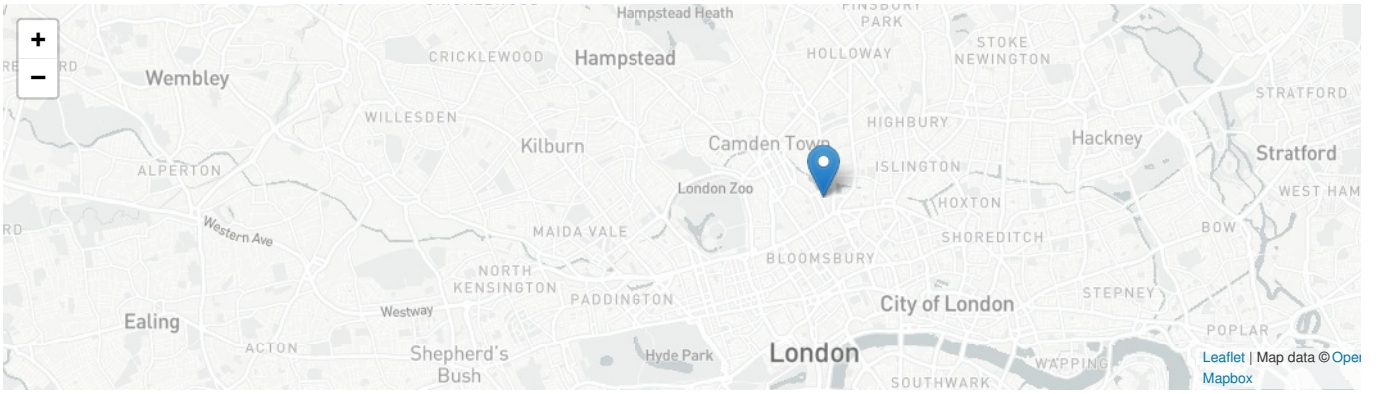 Hampstead Heath
FINSBURY
PARK
+
−
CRICKLEWOOD
Hampstead
HOLLOWAY
STOKE
NEWINGTON
Wembley
STRATFORD
WILLESDEN
HIGHBURY
Kilburn
Camden Town
Hackney
Stratford
ALPERTON
ISLINGTON
London Zoo
WEST HAM
HOXTON
Western Ave
MAIDA VALE
SHOREDITCH
BOW
BLOOMSBURY
NORTH
KENSINGTON
PADDINGTON
City of London
STEPNEY
Westway
Ealing
POPLAR
ACTON
Shepherd's
Bush
Hyde Park
London
WAPPING
SOUTHWARK
Leaflet | Map data © Open
Mapbox